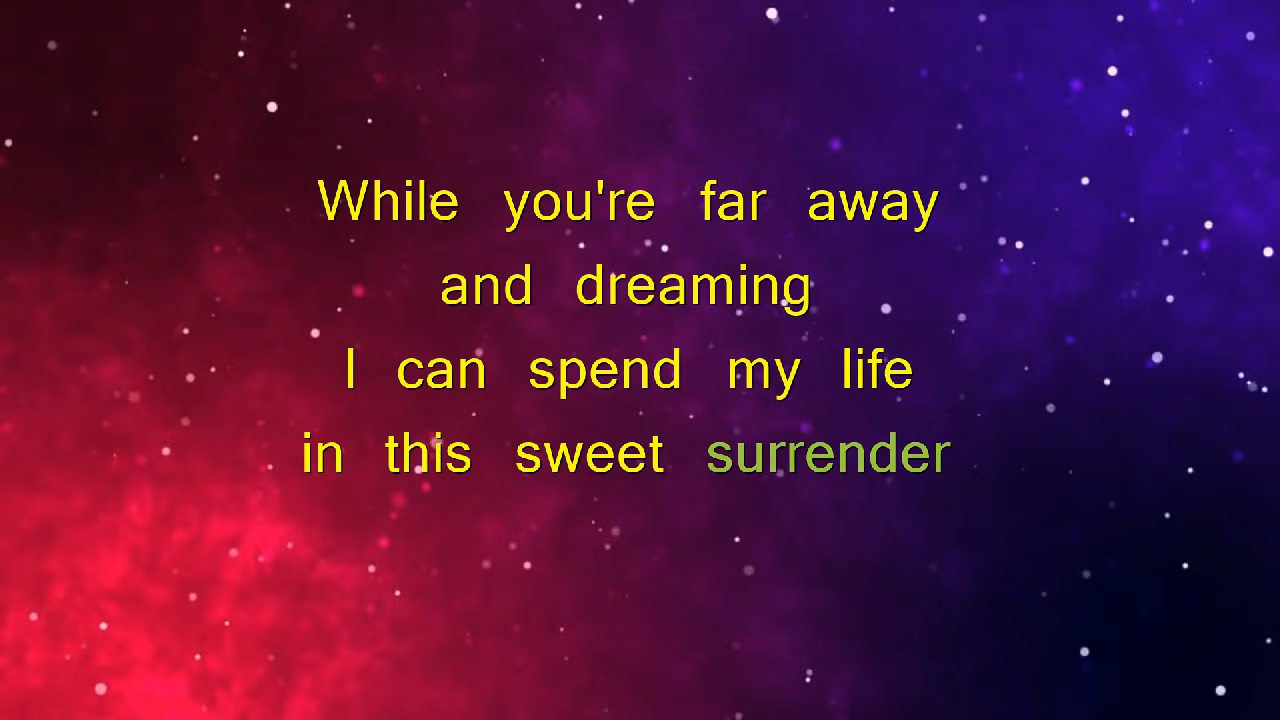 While you're far away
and dreaming
I can spend my life
in this sweet surrender